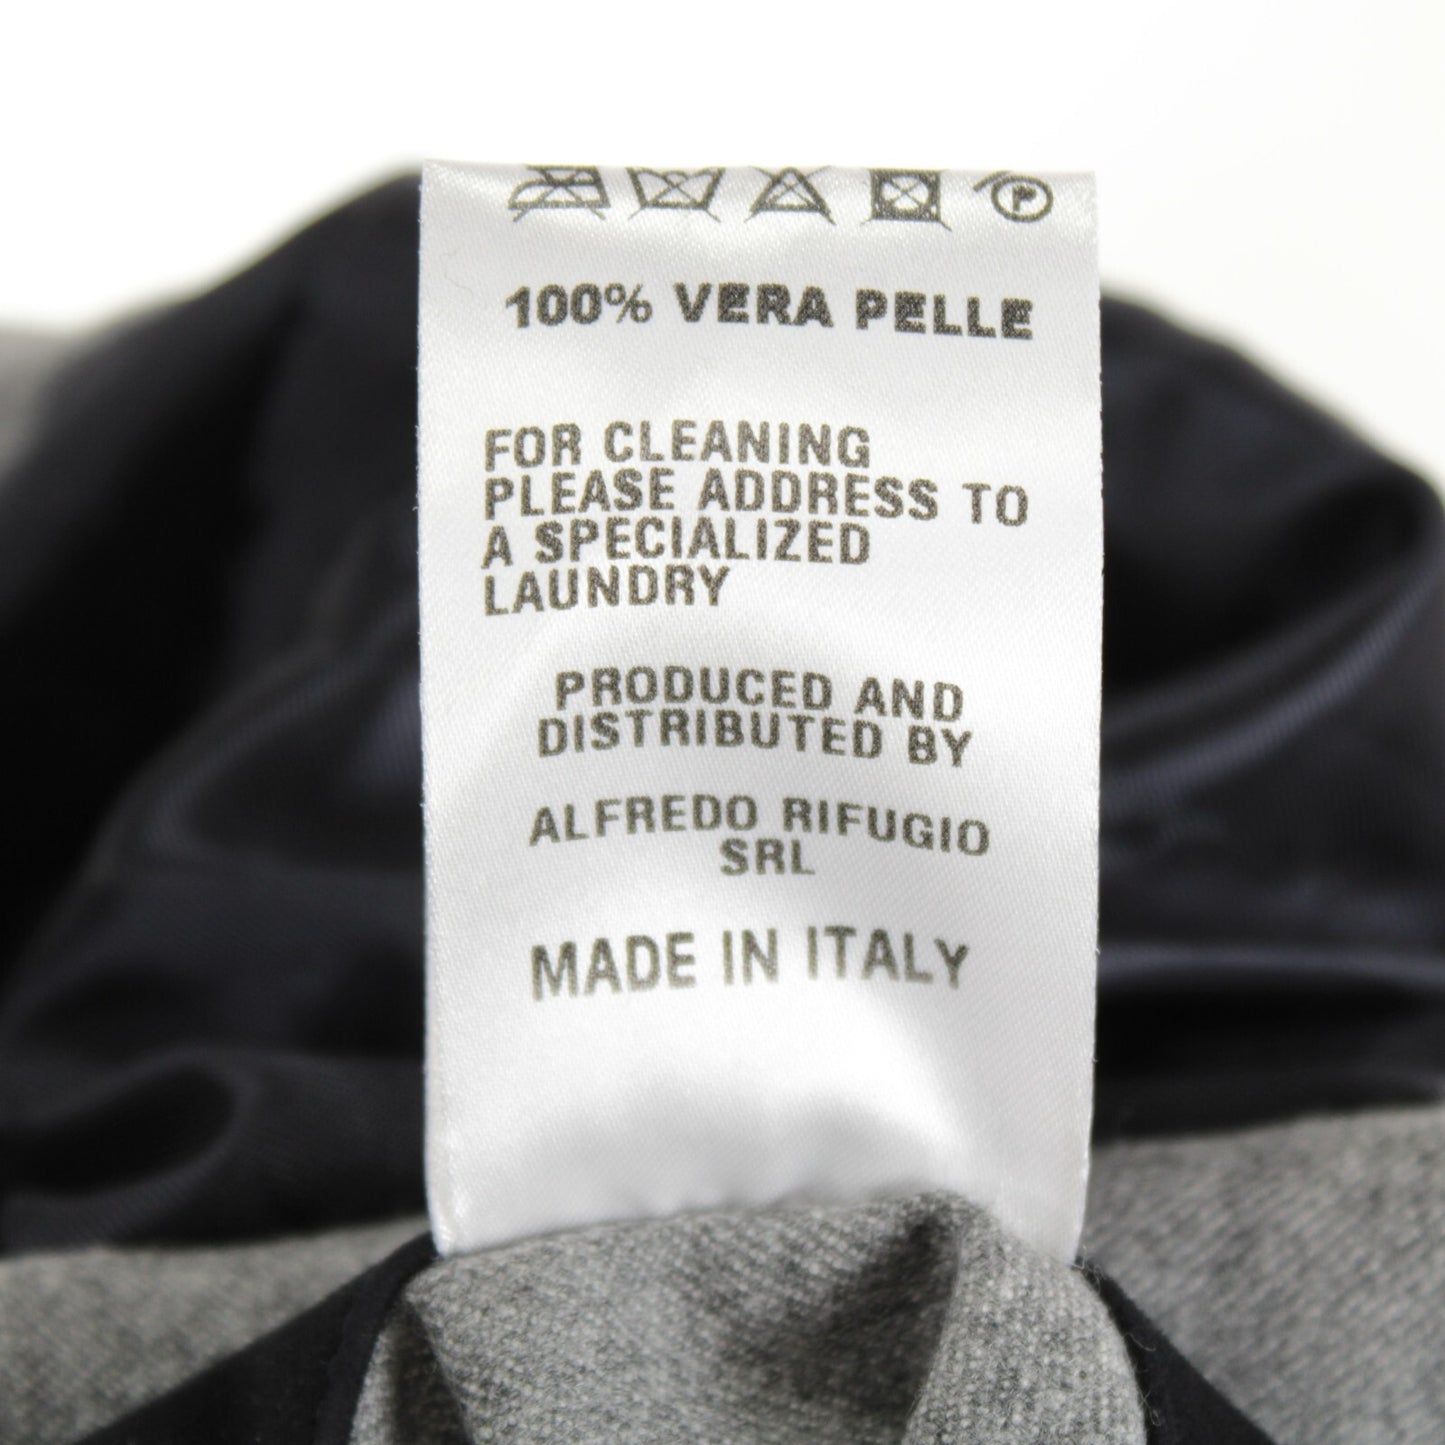 P
100% VERA PELLE
FOR CLEANING
PLEASE ADDRESS TO
A SPECIALIZED
LAUNDRY
PRODUCED AND
DISTRIBUTED BY
ALFREDO RIFUGIO
SRL
MADE IN ITALY